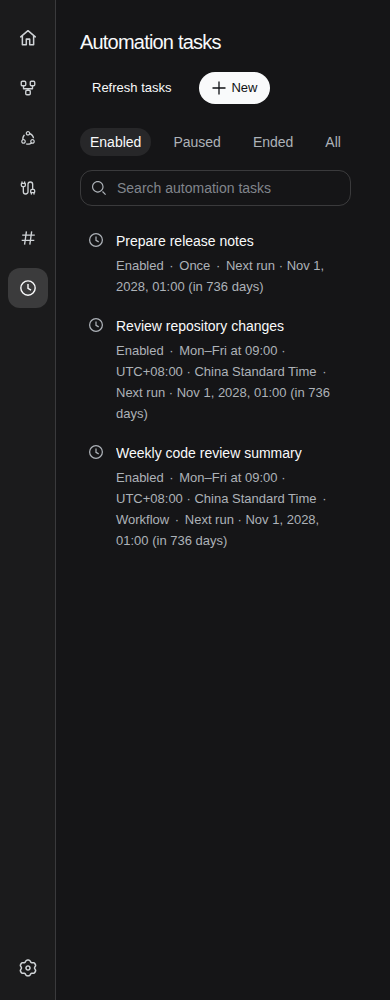 Automation tasks
Refresh tasks
New
Enabled
Paused
Ended
All
Search automation tasks
Prepare release notes
Enabled · Once · Next run · Nov 1,
2028, 01:00 (in 736 days)
Review repository changes
Enabled · Mon–Fri at 09:00 ·
UTC+08:00 · China Standard Time ·
Next run · Nov 1, 2028, 01:00 (in 736
days)
Weekly code review summary
Enabled · Mon–Fri at 09:00 ·
UTC+08:00 · China Standard Time ·
Workflow · Next run · Nov 1, 2028,
01:00 (in 736 days)